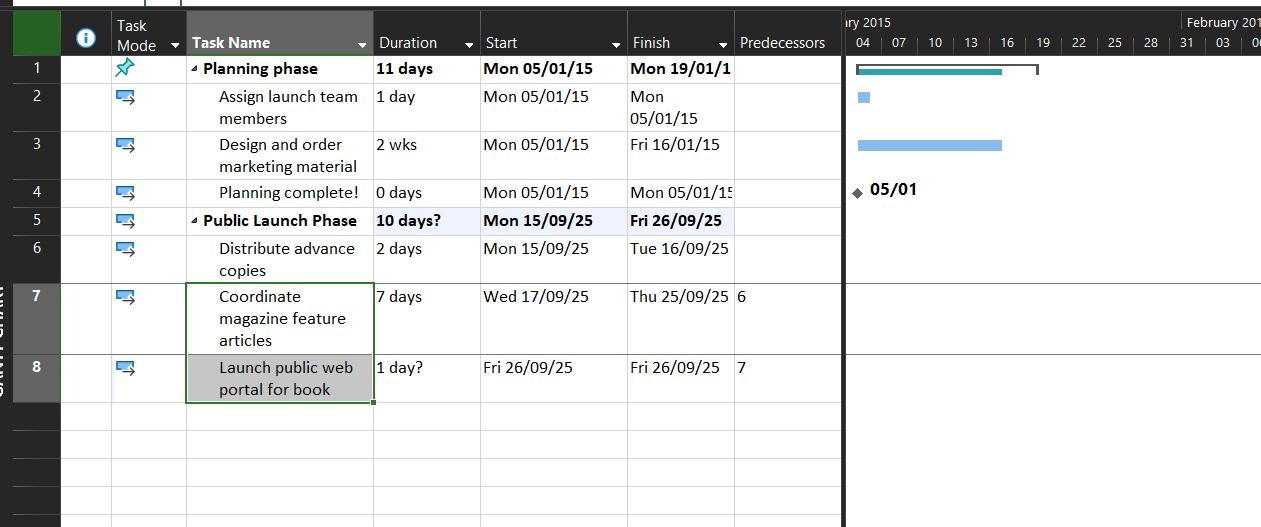 Task
Mode
Task Name
Duration
Start
Finish
Predecessors
ry 2015
February 201
04 07 10 13 16 19 22 25 28 31 03
1 Planning phase 11 days Mon 05/01/15 Mon 19/01/1
2 Assign launch team 1 day Mon 05/01/15 Mon
members 05/01/15
3 Design and order 2 wks Mon 05/01/15 Fri 16/01/15
marketing material
4 Planning complete! 0 days Mon 05/01/15 Mon 05/01/15 05/01
5 Public Launch Phase 10 days? Mon 15/09/25 Fri 26/09/25
6 Distribute advance 2 days Mon 15/09/25 Tue 16/09/25
copies
7 Coordinate 7 days Wed 17/09/25 Thu 25/09/25 6
magazine feature
articles
8 Launch public web 1 day? Fri 26/09/25 Fri 26/09/25 7
portal for book